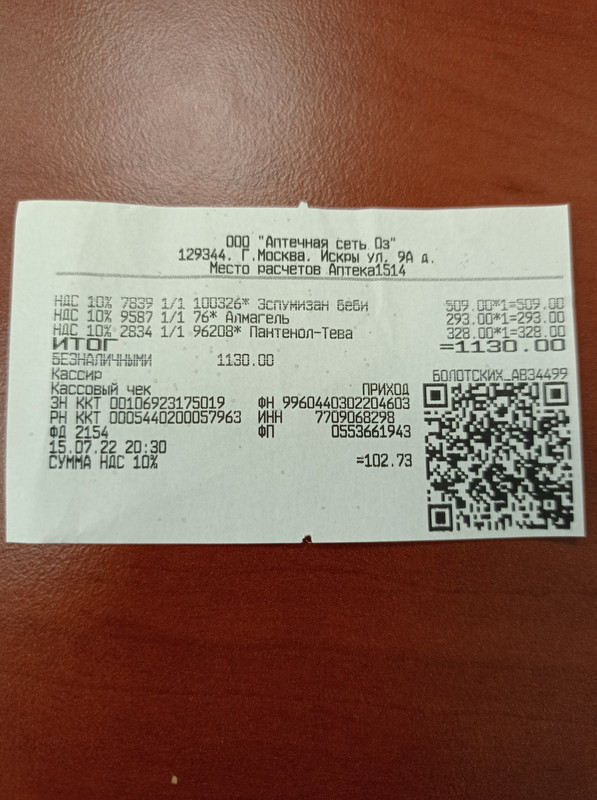 ООО "Аптечная сеть Оз"
129344. Г.Москва. Искры ул. 9А д.
Место расчетов Аптека1514
НДС 10% 7839 1/1 100326* Эспумизан беби 509.00*1=509.00
НДС 10% 9587 1/1 76* Алмагель 293.00*1=293.00
НДС 10% 2834 1/1 96208* Пантенол-Тева 328.00*1=328.00
ИТОГ =1130.00
БЕЗНАЛИЧНЫМИ 1130.00
Кассир БОЛОТСКИХ_АВ34499
Кассовый чек ПРИХОД
ЗН ККТ 00106923175019 ФН 9960440302204603
РН ККТ 0005440200057963 ИНН 7709068298
ФД 2154 ФП 0553661943
15.07.22 20:30
СУММА НДС 10% =102.73